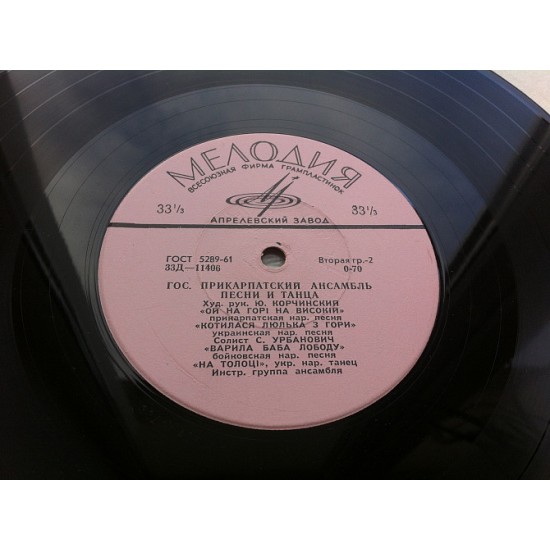 МЕЛОДИЯ
ВСЕСОЮЗНАЯ ФИРМА ГРАМПЛАСТИНОК
33⅓ 33⅓
АПРЕЛЕВСКИЙ ЗАВОД
ГОСТ 5289-61 Вторая гр.-2
33Д—11406 0-70
ГОС. ПРИКАРПАТСКИЙ АНСАМБЛЬ
ПЕСНИ И ТАНЦА
Худ. рук. Ю. КОРЧИНСКИЙ
«ОЙ НА ГОРІ НА ВИСОКІЙ»
прикарпатская нар. песня
«КОТИЛАСЯ ЛЮЛЬКА З ГОРИ»
украинская нар. песня
Солист С. УРБАНОВИЧ
«ВАРИЛА БАБА ЛОБОДУ»
бойковская нар. песня
«НА ТОЛОЦІ», укр. нар. танец
Инстр. группа ансамбля